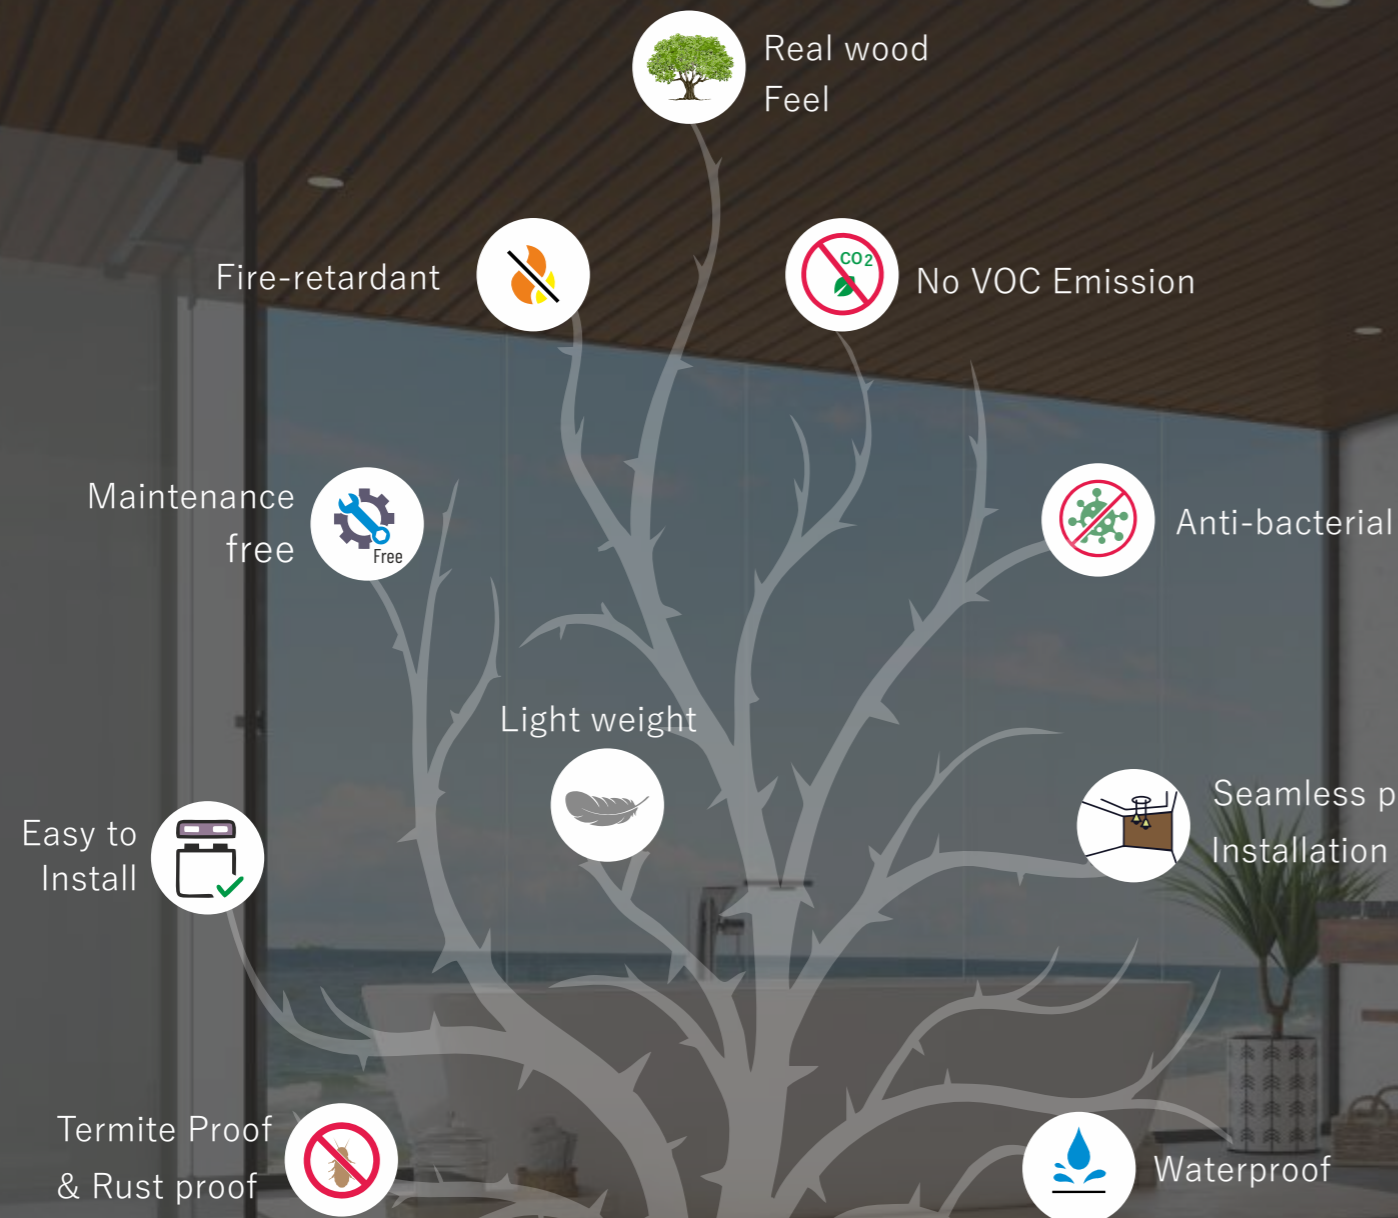 Real wood
Feel
Fire-retardant
CO2
No VOC Emission
Maintenance
free
Free
Anti-bacterial
Light weight
Easy to
Install
Seamless
Installation
Termite Proof
& Rust proof
Waterproof